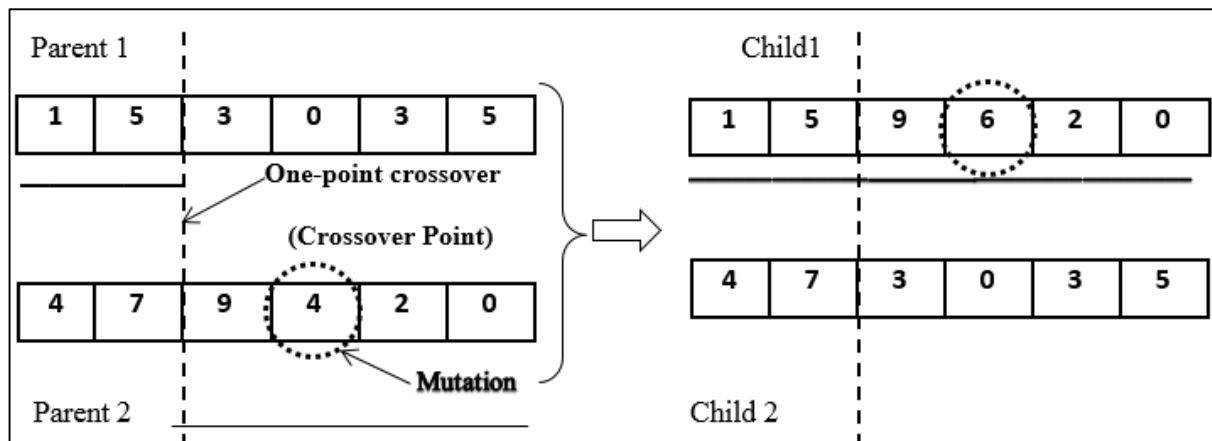 Parent 1
1 5 3 0 3 5
One-point crossover
(Crossover Point)
4 7 9 4 2 0
Mutation
Parent 2
Child1
1 5 9 6 2 0
4 7 3 0 3 5
Child 2